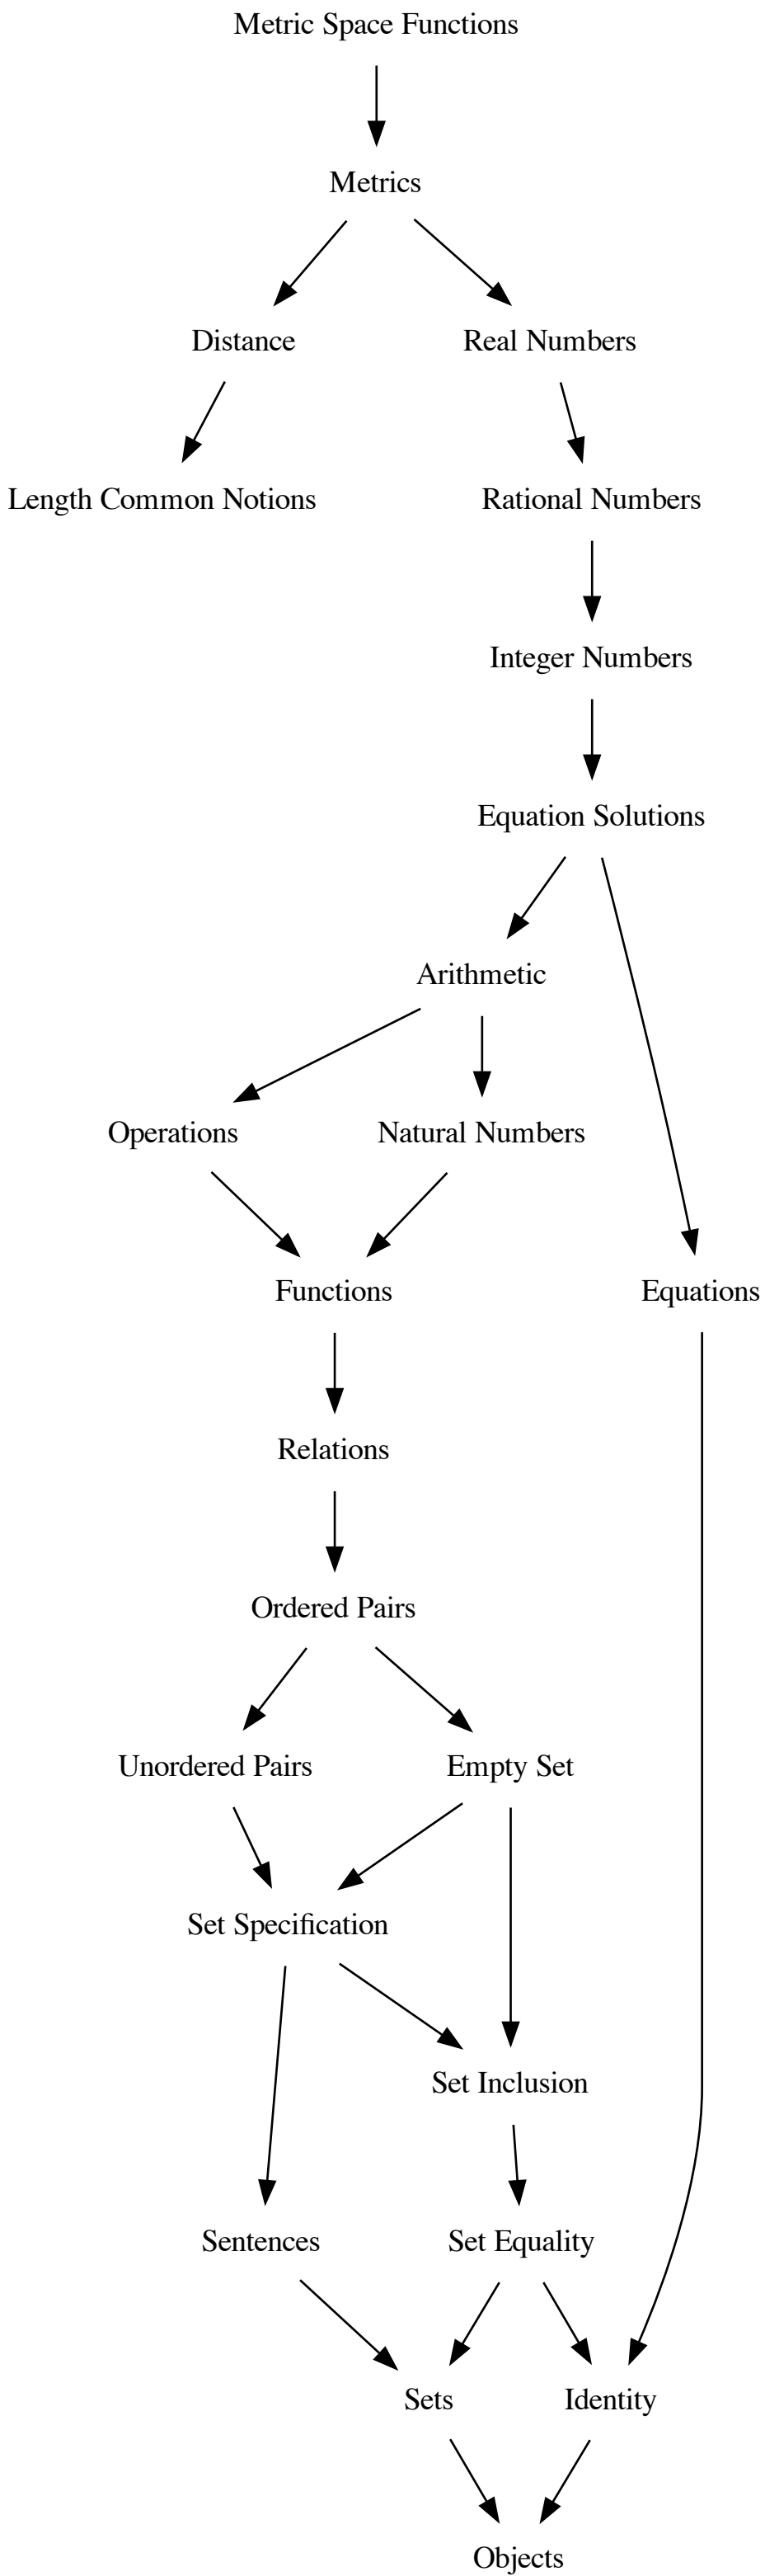 Metric Space Functions
Metrics
Distance
Real Numbers
Length Common Notions
Rational Numbers
Integer Numbers
Equation Solutions
Arithmetic
Operations
Natural Numbers
Functions
Equations
Relations
Ordered Pairs
Unordered Pairs
Empty Set
Set Specification
Set Inclusion
Sentences
Set Equality
Sets
Identity
Objects